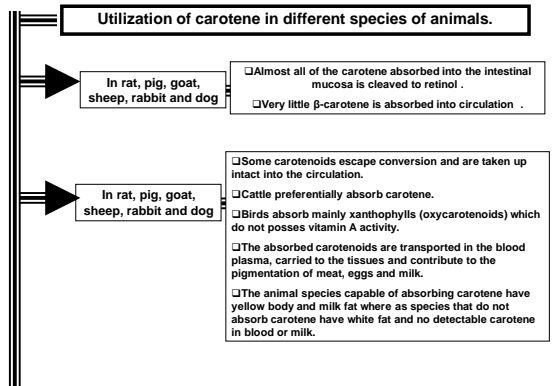 Utilization of carotene in different species of animals.
In rat, pig, goat,
sheep, rabbit and dog
❑Almost all of the carotene absorbed into the intestinal
mucosa is cleaved to retinol .
❑Very little β-carotene is absorbed into circulation .
In rat, pig, goat,
sheep, rabbit and dog
❑Some carotenoids escape conversion and are taken up
intact into the circulation.
❑Cattle preferentially absorb carotene.
❑Birds absorb mainly xanthophylls (oxycarotenoids) which
do not posses vitamin A activity.
❑The absorbed carotenoids are transported in the blood
plasma, carried to the tissues and contribute to the
pigmentation of meat, eggs and milk.
❑The animal species capable of absorbing carotene have
yellow body and milk fat where as species that do not
absorb carotene have white fat and no detectable carotene
in blood or milk.